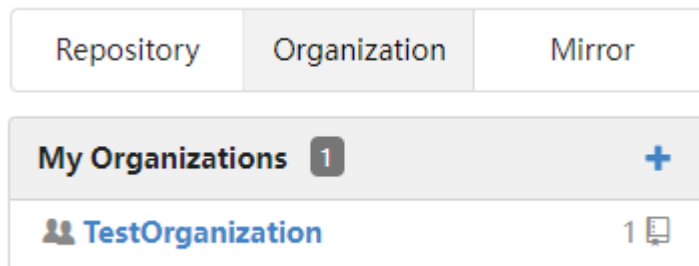 Repository Organization Mirror
My Organizations 1
TestOrganization 1